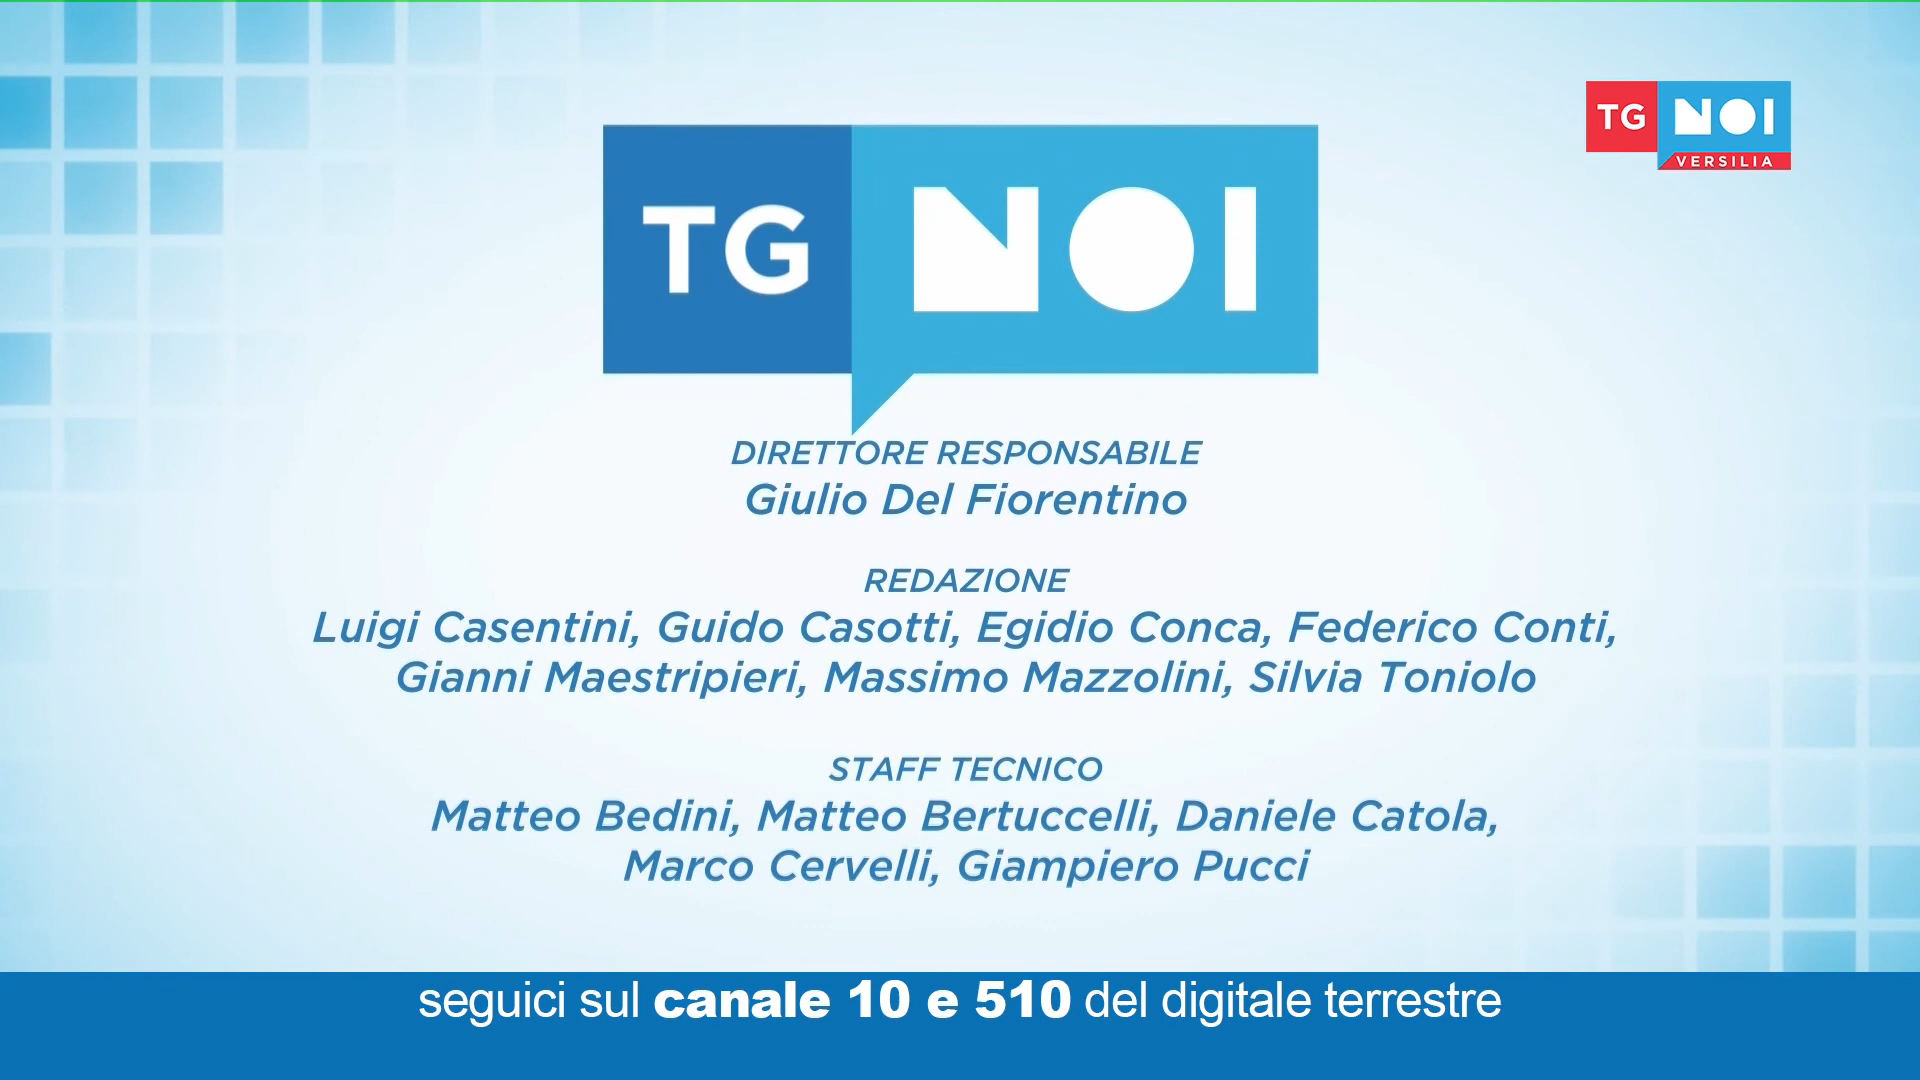 TG NOI
VERSILIA
TG NOI
DIRETTORE RESPONSABILE
Giulio Del Fiorentino
REDAZIONE
Luigi Casentini, Guido Casotti, Egidio Conca, Federico Conti,
Gianni Maestripieri, Massimo Mazzolini, Silvia Toniolo
STAFF TECNICO
Matteo Bedini, Matteo Bertuccelli, Daniele Catola,
Marco Cervelli, Giampiero Pucci
seguici sul canale 10 e 510 del digitale terrestre